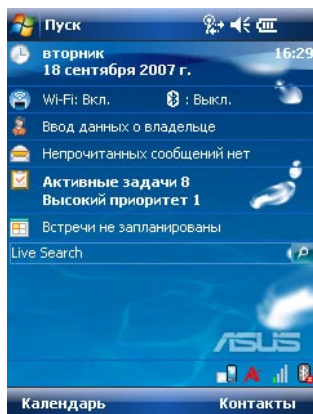 Пуск
вторник 16:29
18 сентября 2007 г.
Wi-Fi: Вкл. : Выкл.
Ввод данных о владельце
Непрочитанных сообщений нет
Активные задачи 8
Высокий приоритет 1
Встречи не запланированы
Live Search
ASUS
Календарь Контакты